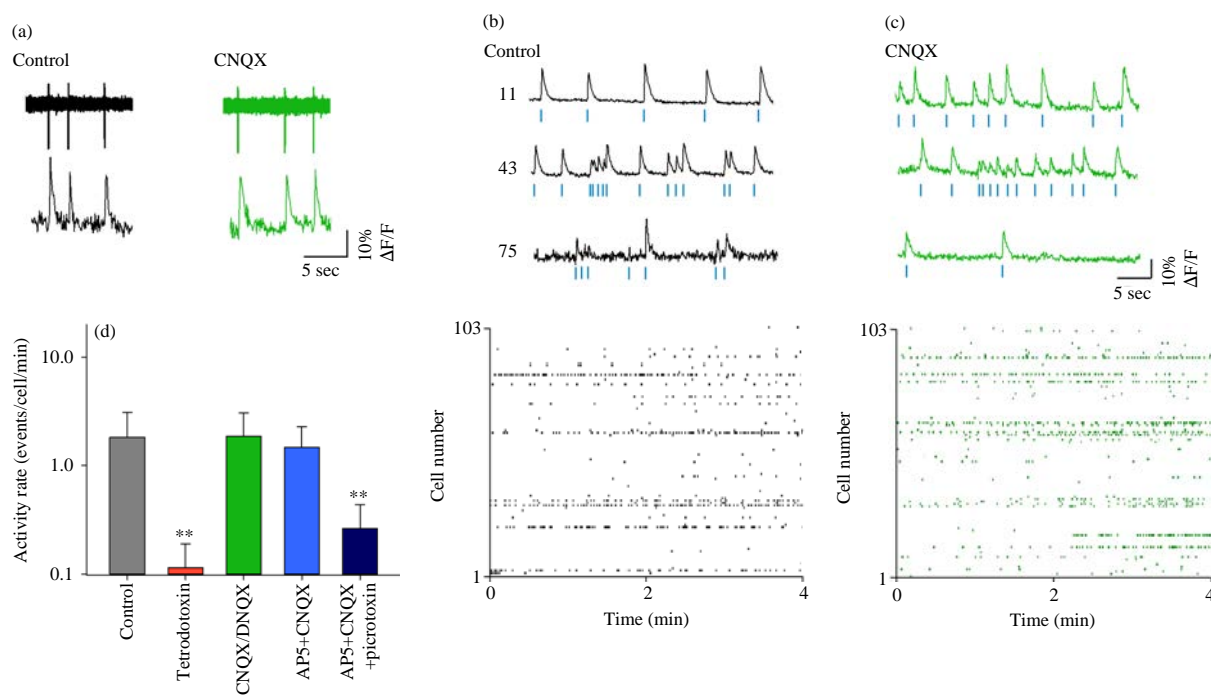 (a)
Control
CNQX
5 sec
10%
ΔF/F
(b)
Control
11
43
75
(c)
CNQX
5 sec
10%
ΔF/F
(d)
Activity rate (events/cell/min)
10.0
1.0
0.1
**
**
Control
Tetrodotoxin
CNQX/DNQX
AP5+CNQX
AP5+CNQX
+picrotoxin
103
Cell number
1
0
2
4
Time (min)
103
Cell number
1
0
2
4
Time (min)